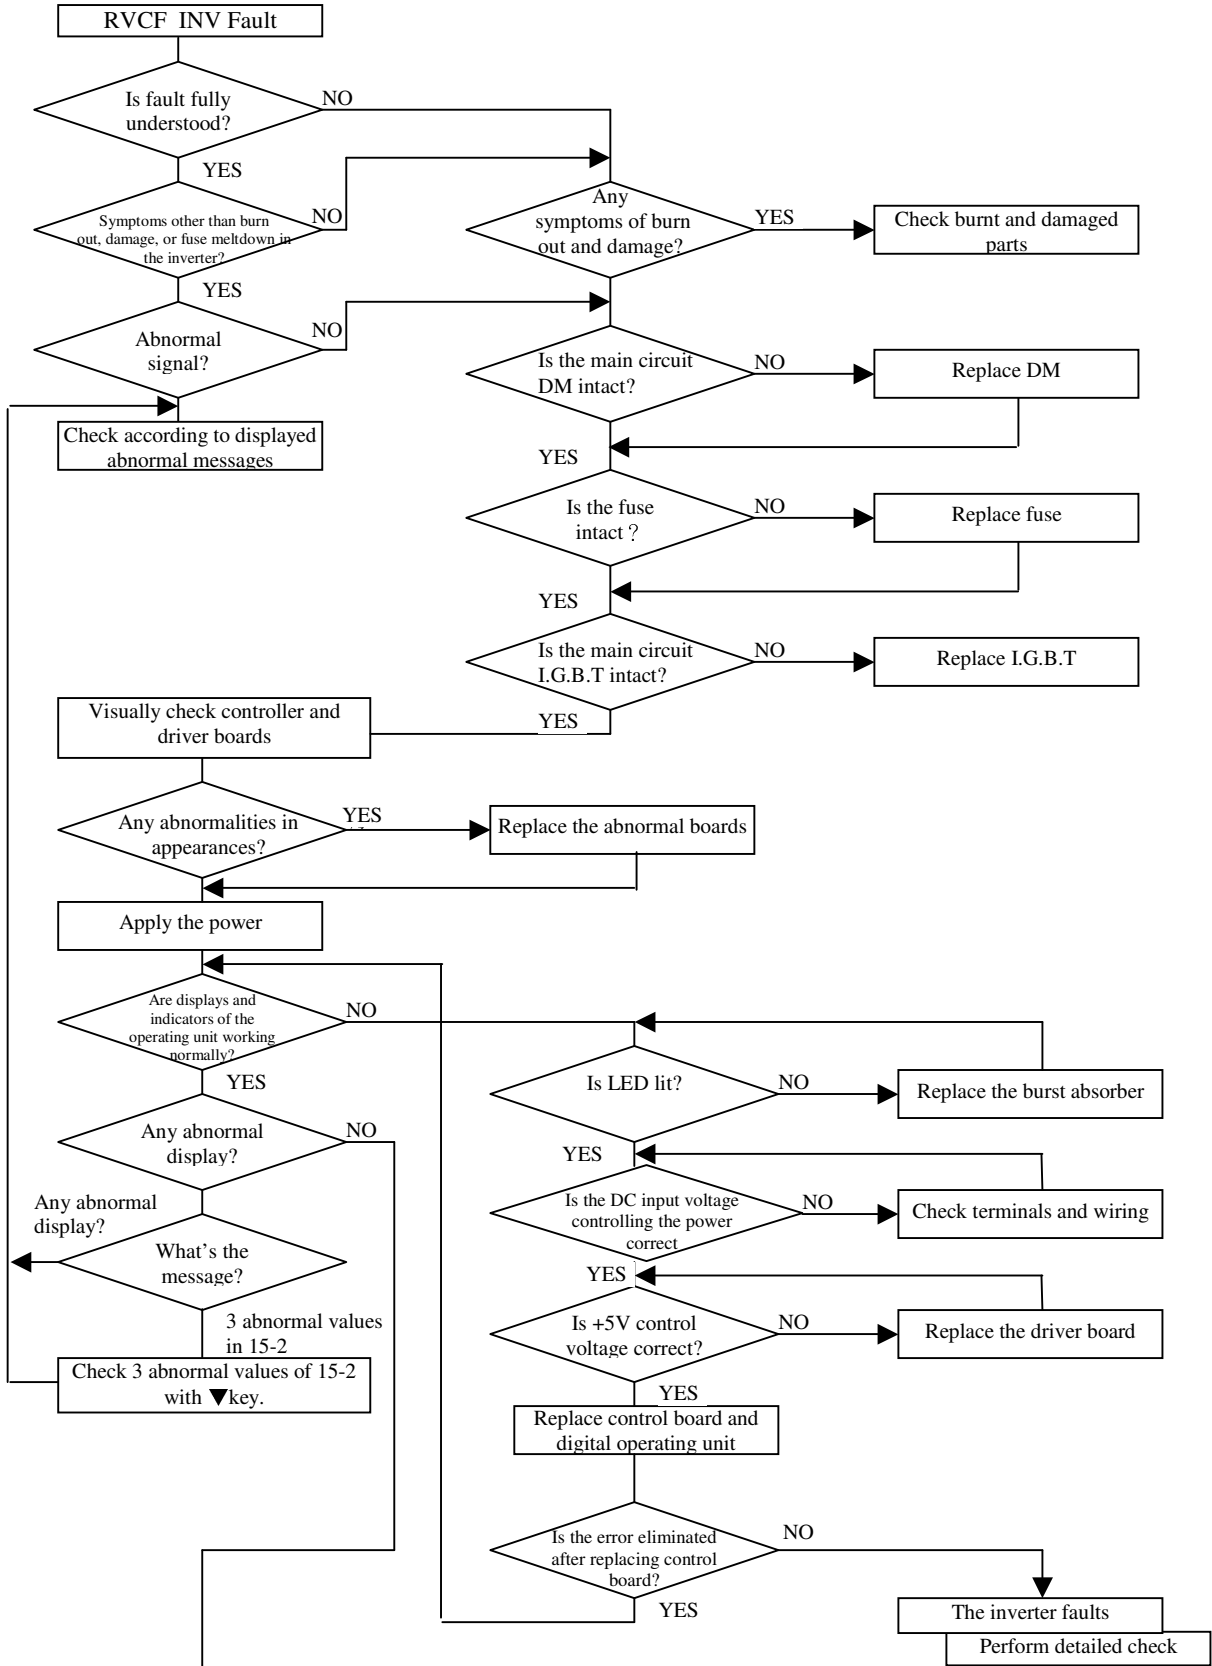 RVCF INV Fault
Is fault fully
understood?
NO
YES
Symptoms other than burn
out, damage, or fuse meltdown in
the inverter?
NO
YES
Abnormal
signal?
NO
Check according to displayed
abnormal messages
Any
symptoms of burn
out and damage?
YES
Check burnt and damaged
parts
Is the main circuit
DM intact?
NO
Replace DM
YES
Is the fuse
intact？
NO
Replace fuse
YES
Is the main circuit
I.G.B.T intact?
NO
Replace I.G.B.T
YES
Visually check controller and
driver boards
Any abnormalities in
appearances?
YES
Replace the abnormal boards
Apply the power
Are displays and
indicators of the
operating unit working
normally?
NO
YES
Any abnormal
display?
NO
Any abnormal
display?
What's the
message?
3 abnormal values
in 15-2
Check 3 abnormal values of 15-2
with ▼key.
Is LED lit?
NO
Replace the burst absorber
YES
Is the DC input voltage
controlling the power
correct
NO
Check terminals and wiring
YES
Is +5V control
voltage correct?
NO
Replace the driver board
YES
Replace control board and
digital operating unit
Is the error eliminated
after replacing control
board?
NO
YES
The inverter faults
Perform detailed check